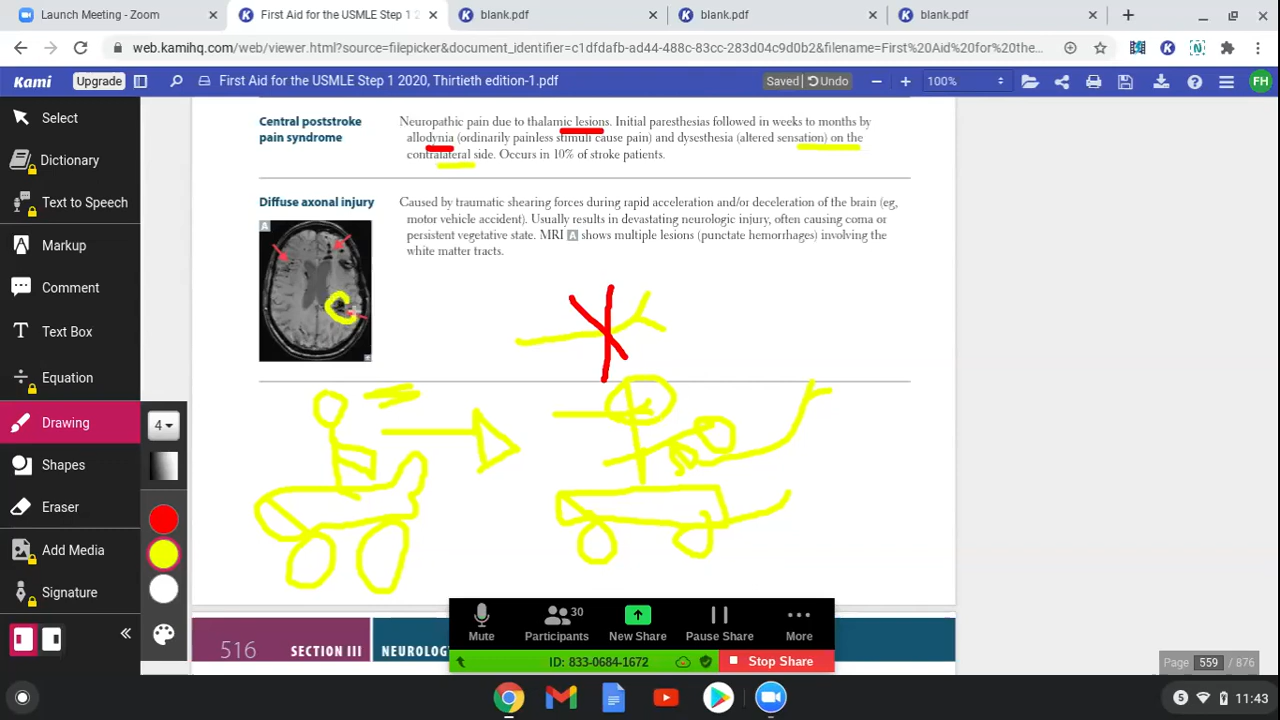 Launch Meeting - Zoom
First Aid for the USMLE Step 1 2
blank.pdf
blank.pdf
blank.pdf
web.kamihq.com/web/viewer.html?source=filepicker&document_identifier=c1dfdafb-ad44-488c-83cc-283d04c9d0b2&filename=First%20Aid%20for%20the...
Kami
Upgrade
First Aid for the USMLE Step 1 2020, Thirtieth edition-1.pdf
Saved
Undo
100%
FH
Select
Dictionary
Text to Speech
Markup
Comment
Text Box
Equation
Drawing
4
Shapes
Eraser
Add Media
Signature
Central poststroke
pain syndrome
Neuropathic pain due to thalamic lesions. Initial paresthesias followed in weeks to months by
allodynia (ordinarily painless stimuli cause pain) and dysesthesia (altered sensation) on the
contralateral side. Occurs in 10% of stroke patients.
Diffuse axonal injury
A
Caused by traumatic shearing forces during rapid acceleration and/or deceleration of the brain (eg,
motor vehicle accident). Usually results in devastating neurologic injury, often causing coma or
persistent vegetative state. MRI A shows multiple lesions (punctate hemorrhages) involving the
white matter tracts.
516
SECTION III
NEUROLOG
Mute
30
Participants
New Share
Pause Share
More
ID: 833-0684-1672
Stop Share
Page 559 / 876
5
11:43